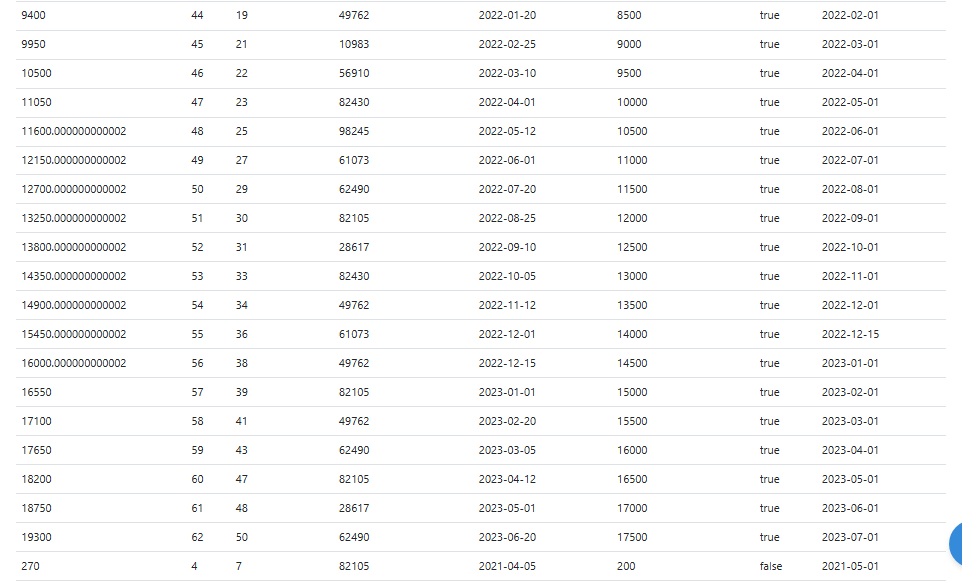 9400 44 19 49762 2022-01-20 8500 true 2022-02-01
9950 45 21 10983 2022-02-25 9000 true 2022-03-01
10500 46 22 56910 2022-03-10 9500 true 2022-04-01
11050 47 23 82430 2022-04-01 10000 true 2022-05-01
11600.000000000002 48 25 98245 2022-05-12 10500 true 2022-06-01
12150.000000000002 49 27 61073 2022-06-01 11000 true 2022-07-01
12700.000000000002 50 29 62490 2022-07-20 11500 true 2022-08-01
13250.000000000002 51 30 82105 2022-08-25 12000 true 2022-09-01
13800.000000000002 52 31 28617 2022-09-10 12500 true 2022-10-01
14350.000000000002 53 33 82430 2022-10-05 13000 true 2022-11-01
14900.000000000002 54 34 49762 2022-11-12 13500 true 2022-12-01
15450.000000000002 55 36 61073 2022-12-01 14000 true 2022-12-15
16000.000000000002 56 38 49762 2022-12-15 14500 true 2023-01-01
16550 57 39 82105 2023-01-01 15000 true 2023-02-01
17100 58 41 49762 2023-02-20 15500 true 2023-03-01
17650 59 43 62490 2023-03-05 16000 true 2023-04-01
18200 60 47 82105 2023-04-12 16500 true 2023-05-01
18750 61 48 28617 2023-05-01 17000 true 2023-06-01
19300 62 50 62490 2023-06-20 17500 true 2023-07-01
270 4 7 82105 2021-04-05 200 false 2021-05-01